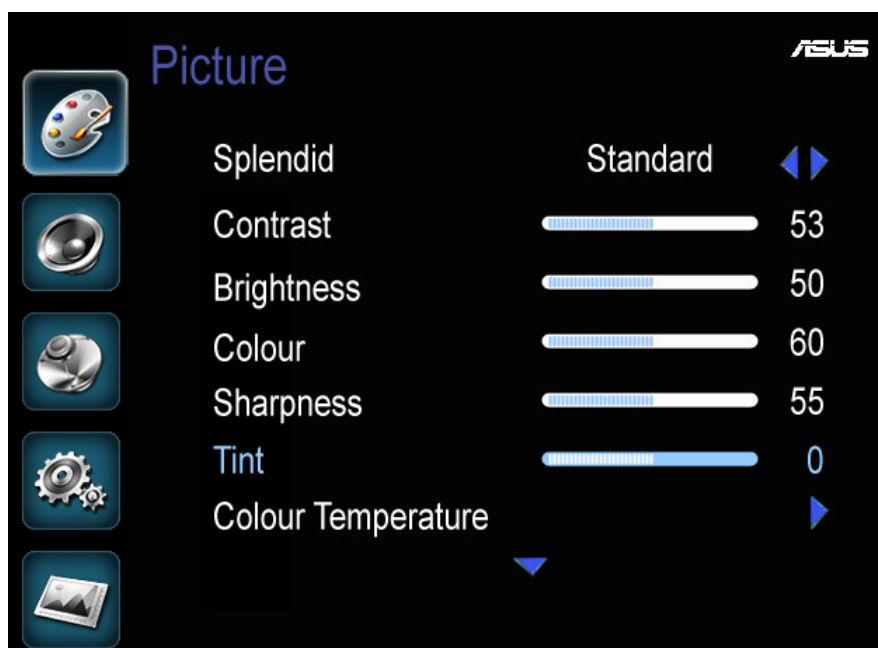 Picture
ASUS
Splendid Standard
Contrast 53
Brightness 50
Colour 60
Sharpness 55
Tint 0
Colour Temperature